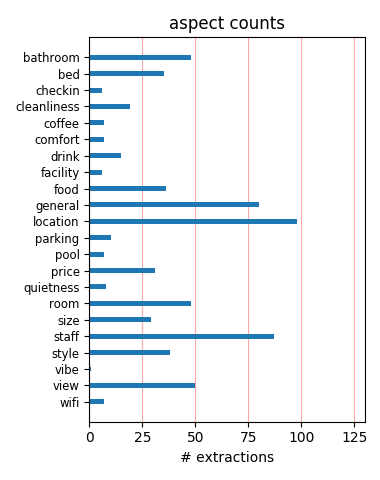 aspect counts
bathroom
bed
checkin
cleanliness
coffee
comfort
drink
facility
food
general
location
parking
pool
price
quietness
room
size
staff
style
vibe
view
wifi
0 25 50 75 100 125
# extractions